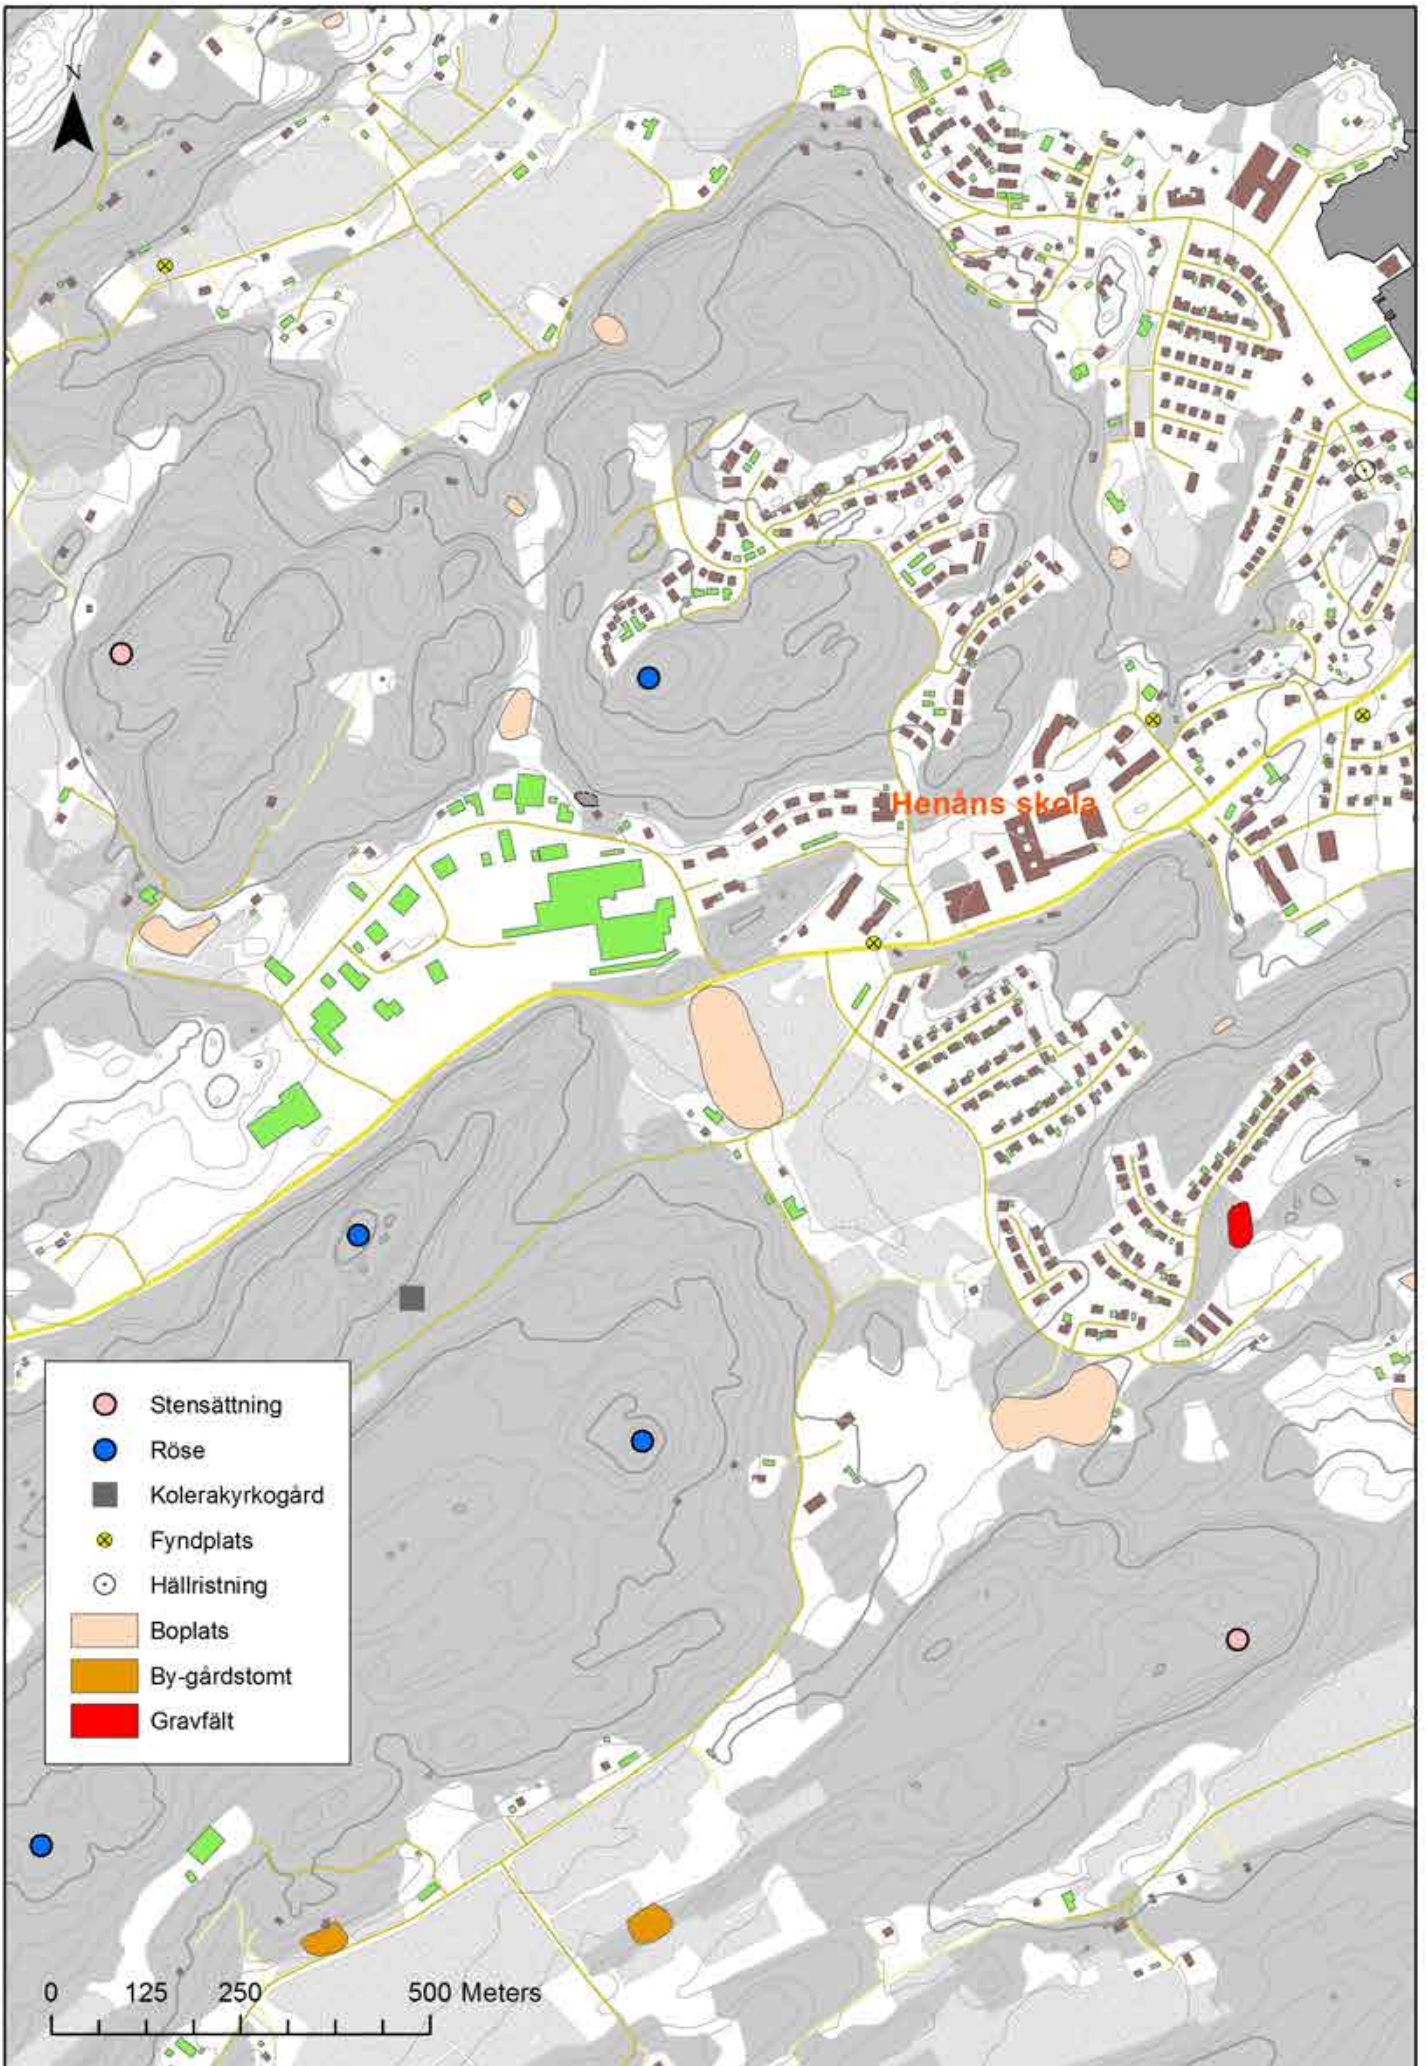 N
Henåns skola
Stensättning
Röse
Kolerakyrkogård
Fyndplats
Hällristning
Boplats
By-gårdstomt
Gravfält
0 125 250 500 Meters